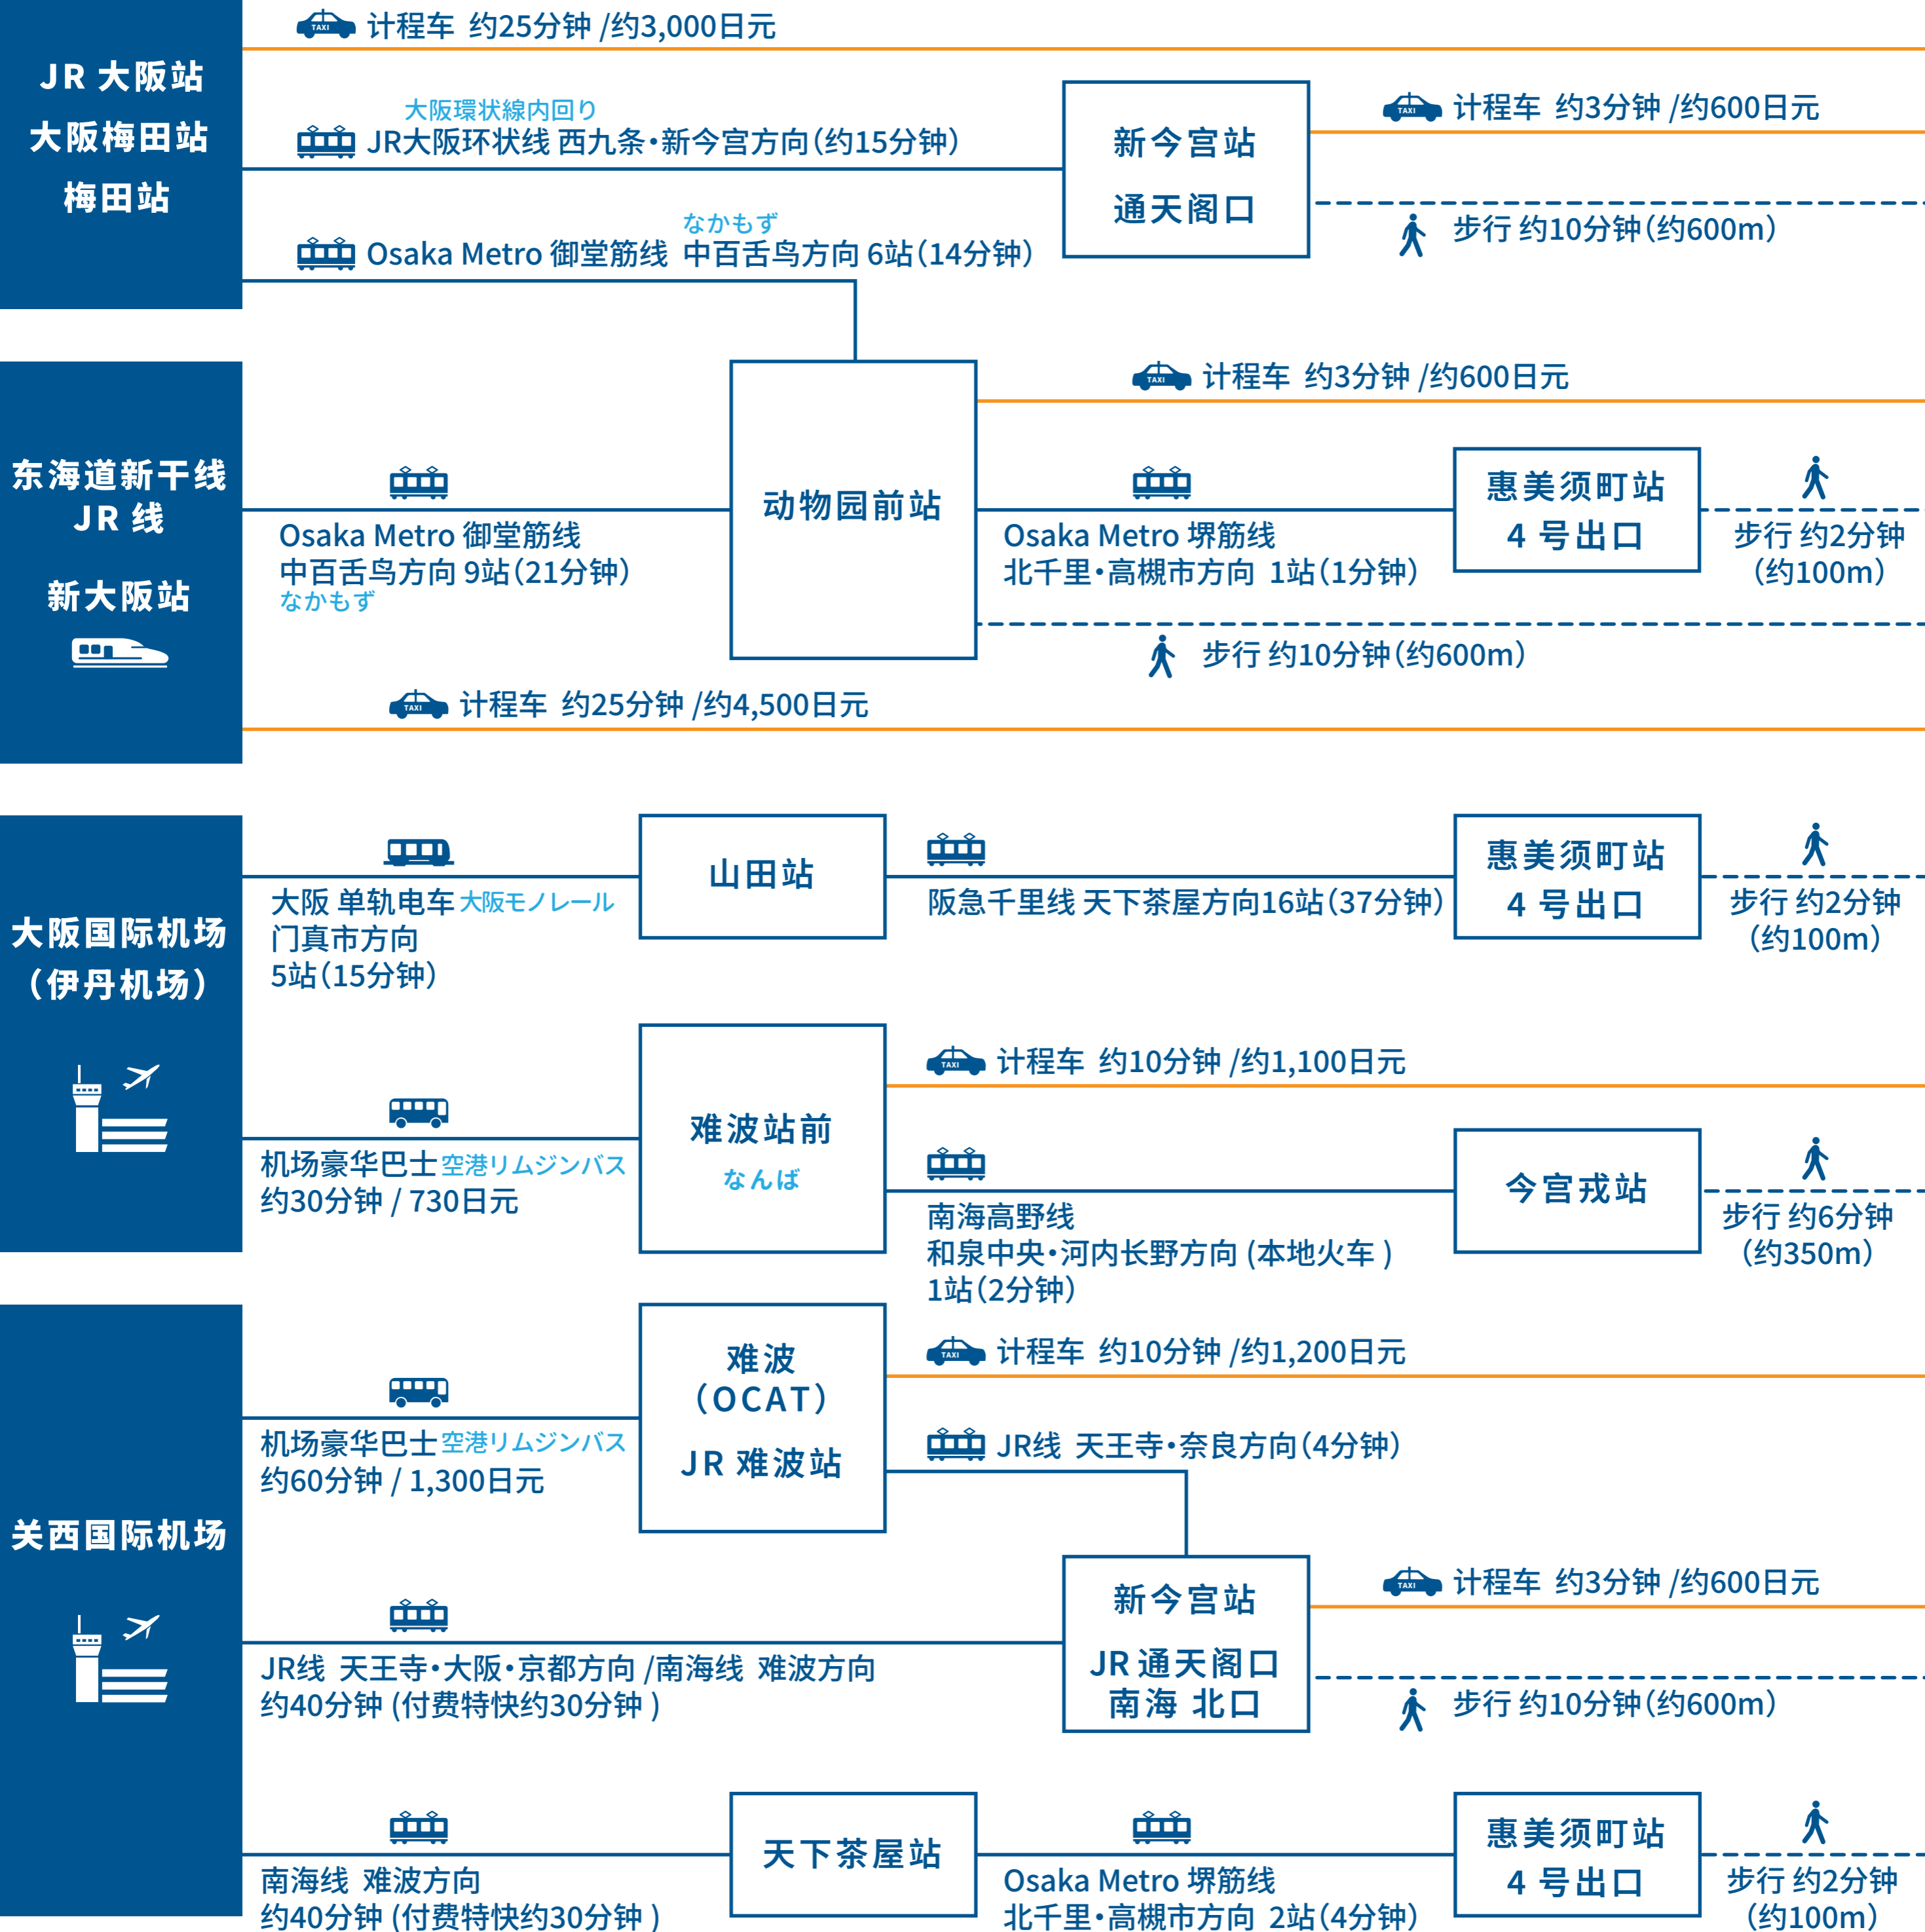 JR 大阪站
大阪梅田站
梅田站
TAXI
计程车 约25分钟 /约3,000日元
大阪環状線内回り
JR大阪环状线 西九条・新今宫方向（约15分钟）
新今宫站
通天阁口
TAXI
计程车 约3分钟 /约600日元
步行 约10分钟（约600m）
なかもず
Osaka Metro 御堂筋线 中百舌鸟方向 6站（14分钟）
东海道新干线
JR 线
新大阪站
Osaka Metro 御堂筋线
中百舌鸟方向 9站（21分钟）
なかもず
动物园前站
TAXI
计程车 约3分钟 /约600日元
Osaka Metro 堺筋线
北千里・高槻市方向 1站（1分钟）
惠美须町站
4 号出口
步行 约2分钟
（约100m）
步行 约10分钟（约600m）
TAXI
计程车 约25分钟 /约4,500日元
大阪国际机场
（伊丹机场）
大阪 单轨电车 大阪モノレール
门真市方向
5站（15分钟）
山田站
阪急千里线 天下茶屋方向16站（37分钟）
惠美须町站
4 号出口
步行 约2分钟
（约100m）
机场豪华巴士 空港リムジンバス
约30分钟 / 730日元
难波站前
なんば
TAXI
计程车 约10分钟 /约1,100日元
南海高野线
和泉中央・河内长野方向 (本地火车 )
1站（2分钟）
今宫戎站
步行 约6分钟
（约350m）
关西国际机场
机场豪华巴士 空港リムジンバス
约60分钟 / 1,300日元
难波
（OCAT）
JR 难波站
TAXI
计程车 约10分钟 /约1,200日元
JR线 天王寺・奈良方向（4分钟）
JR线 天王寺・大阪・京都方向 /南海线 难波方向
约40分钟 (付费特快约30分钟 )
新今宫站
JR 通天阁口
南海 北口
TAXI
计程车 约3分钟 /约600日元
步行 约10分钟（约600m）
南海线 难波方向
约40分钟 (付费特快约30分钟 )
天下茶屋站
Osaka Metro 堺筋线
北千里・高槻市方向 2站（4分钟）
惠美须町站
4 号出口
步行 约2分钟
（约100m）